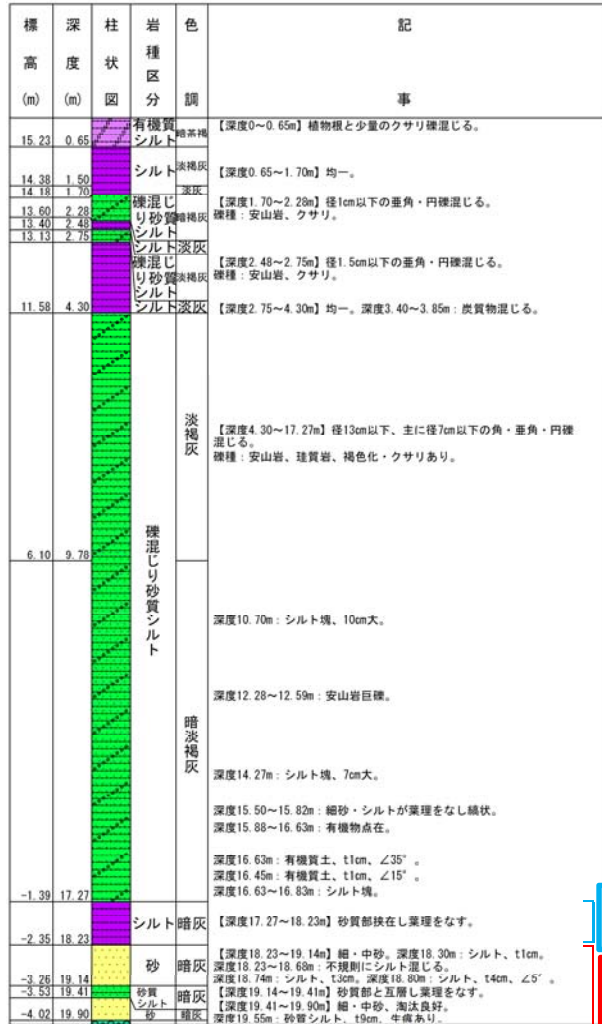 標高(m) 深度(m) 柱状図 岩種区分 色調 記事
有機質シルト 暗茶褐 【深度0~0.65m】植物根と少量のクサリ礫混じる。
15.23 0.65
シルト 淡褐灰 【深度0.65~1.70m】均一。
14.38 1.50
淡灰
14.18 1.70
礫混じり砂質シルト 暗褐灰 【深度1.70~2.28m】径1cm以下の亜角・円礫混じる。
礫種:安山岩、クサリ。
13.60 2.28
13.40 2.48
シルト 淡灰
13.13 2.75
礫混じり砂質シルト 淡褐灰 【深度2.48~2.75m】径1.5cm以下の亜角・円礫混じる。
礫種:安山岩、クサリ。
シルト 淡灰 【深度2.75~4.30m】均一。深度3.40~3.85m:炭質物混じる。
11.58 4.30
礫混じり砂質シルト
淡褐灰
【深度4.30~17.27m】径13cm以下、主に径7cm以下の角・亜角・円礫
混じる。
礫種:安山岩、珪質岩、褐色化・クサリあり。
6.10 9.78
暗淡褐灰
深度10.70m:シルト塊、10cm大。
深度12.28~12.59m:安山岩巨礫。
深度14.27m:シルト塊、7cm大。
深度15.50~15.82m:細砂・シルトが葉理をなし縞状。
深度15.88~16.63m:有機物点在。
深度16.63m:有機質土、t1cm、∠35°。
深度16.45m:有機質土、t1cm、∠15°。
深度16.63~16.83m:シルト塊。
-1.39 17.27
シルト 暗灰 【深度17.27~18.23m】砂質部挟在し葉理をなす。
-2.35 18.23
砂 暗灰 【深度18.23~19.14m】細・中砂。深度18.30m:シルト、t1cm。
深度18.23~18.68m:不規則にシルト混じる。
深度18.74m:シルト、t3cm。深度18.80m:シルト、t4cm、∠5°。
-3.26 19.14
砂質シルト 暗灰 【深度19.14~19.41m】砂質部と互層し葉理をなす。
-3.53 19.41
砂 暗灰 【深度19.41~19.90m】細・中砂、淘汰良好。
深度19.55m:砂質シルト、t9cm、生痕あり。
-4.02 19.90